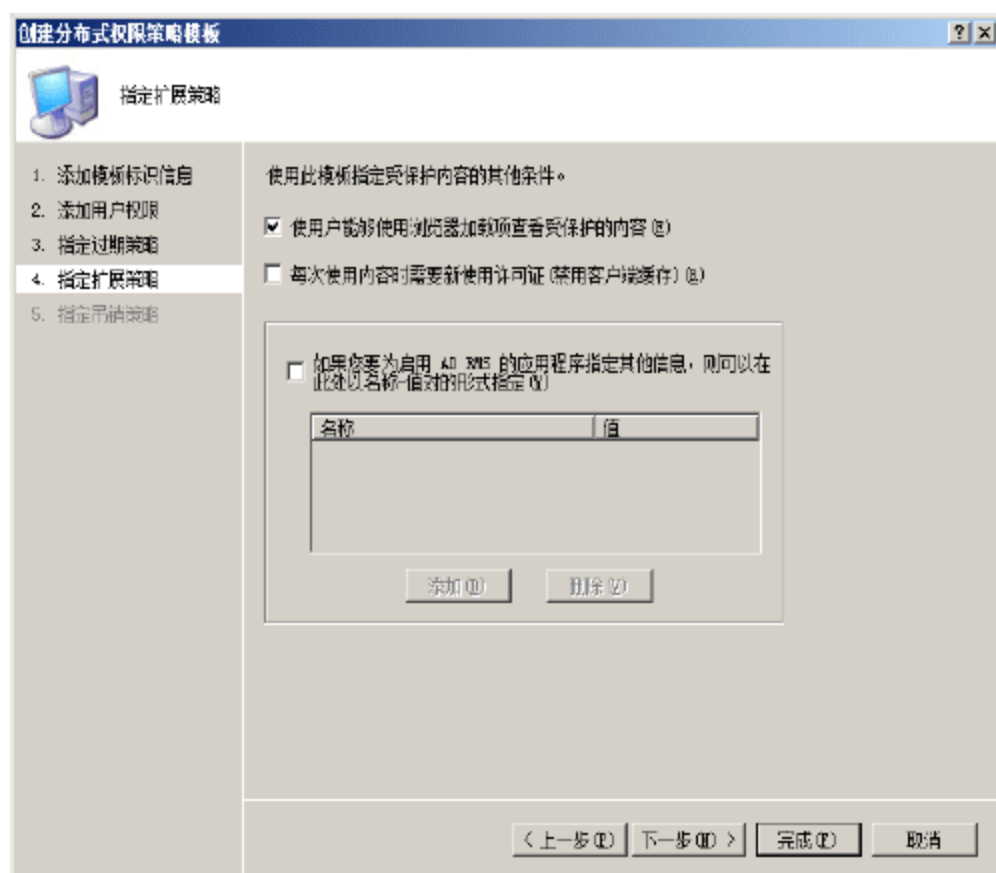 创建分布式权限策略模板
指定扩展策略
1. 添加模板标识信息
2. 添加用户权限
3. 指定过期策略
4. 指定扩展策略
5. 指定吊销策略
使用此模板指定受保护内容的其他条件。
使用户能够使用浏览器加载项查看受保护的内容(E)
每次使用内容时需要新使用许可证(禁用客户端缓存)(R)
如果您要为启用 AD RMS 的应用程序指定其他信息，则可以在
此处以名称-值对的形式指定(Y)
名称 值
添加(D) 删除(V)
< 上一步(P) 下一步(N) > 完成(F) 取消